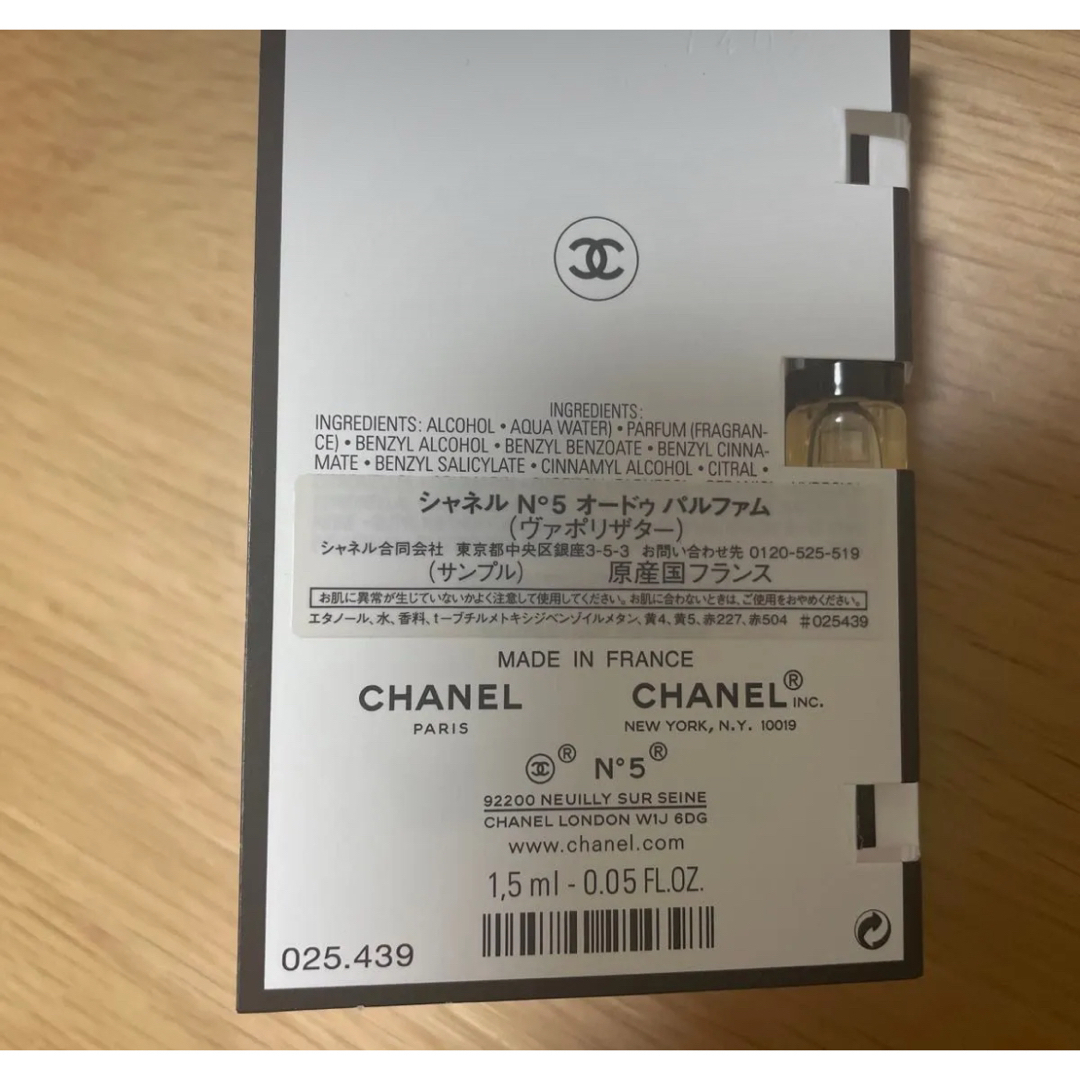 INGREDIENTS:
INGREDIENTS: ALCOHOL • AQUA WATER) • PARFUM (FRAGRAN-
CE) • BENZYL ALCOHOL • BENZYL BENZOATE • BENZYL CINNA-
MATE • BENZYL SALICYLATE • CINNAMYL ALCOHOL • CITRAL •
シャネル N°5 オードゥ パルファム
(ヴァポリザター)
シャネル合同会社 東京都中央区銀座3-5-3 お問い合わせ先 0120-525-519
(サンプル) 原産国フランス
お肌に異常が生じていないかよく注意して使用してください。お肌に合わないときは、ご使用をおやめください。
エタノール、水、香料、t-ブチルメトキシジベンゾイルメタン、黄4、黄5、赤227、赤504 #025439
MADE IN FRANCE
CHANEL CHANEL® INC.
PARIS NEW YORK, N.Y. 10019
® N°5®
92200 NEUILLY SUR SEINE
CHANEL LONDON W1J 6DG
www.chanel.com
1,5 ml - 0.05 FL.OZ.
025.439